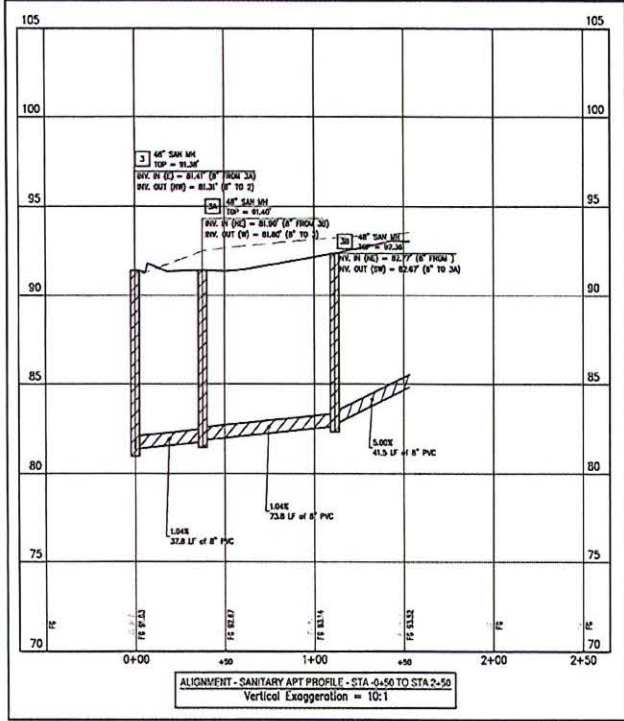 105
105
100
100
95
95
90
90
85
85
80
80
75
75
70
70
3
48" SAN MH
TOP = 91.38'
INV. IN (E) = 81.41' (8" FROM 3A)
INV. OUT (NW) = 81.31' (8" TO 2)
3A
48" SAN MH
TOP = 91.40'
INV. IN (NE) = 81.90' (8" FROM 3B)
INV. OUT (W) = 81.80' (8" TO 3)
3B
48" SAN MH
TOP = 92.36
INV. IN (NE) = 82.77' (8" FROM )
INV. OUT (SW) = 82.67' (8" TO 3A)
5.00%
41.5 LF of 8" PVC
1.04%
73.8 LF of 8" PVC
1.04%
37.8 LF of 8" PVC
FG
FG 91.53
FG 92.67
FG 93.14
FG 93.52
FG
FG
0+00
+50
1+00
+50
2+00
2+50
ALIGNMENT - SANITARY APT PROFILE - STA -0+50 TO STA 2+50
Vertical Exaggeration = 10:1